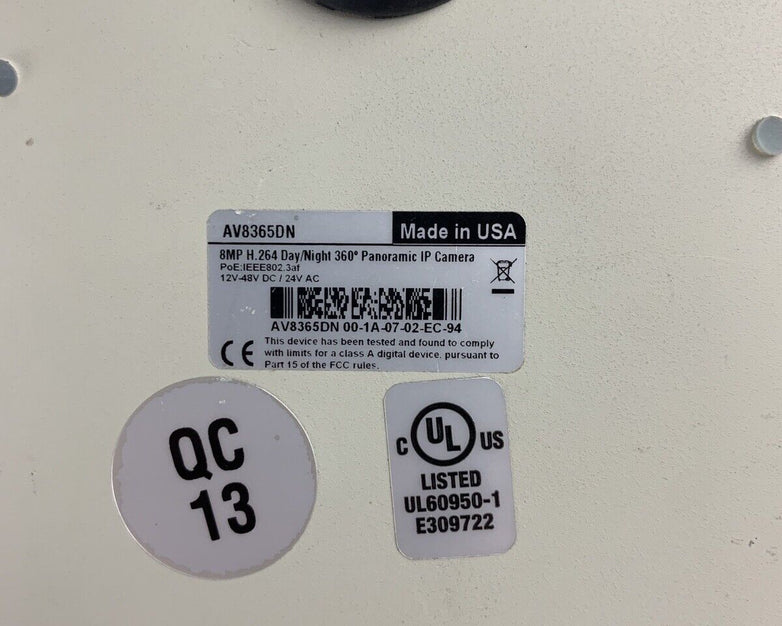 AV8365DN
Made in USA
8MP H.264 Day/Night 360° Panoramic IP Camera
PoE:IEEE802.3af
12V-48V DC / 24V AC
AV8365DN 00-1A-07-02-EC-94
CE
This device has been tested and found to comply
with limits for a class A digital device, pursuant to
Part 15 of the FCC rules.
QC
13
C UL US
LISTED
UL60950-1
E309722